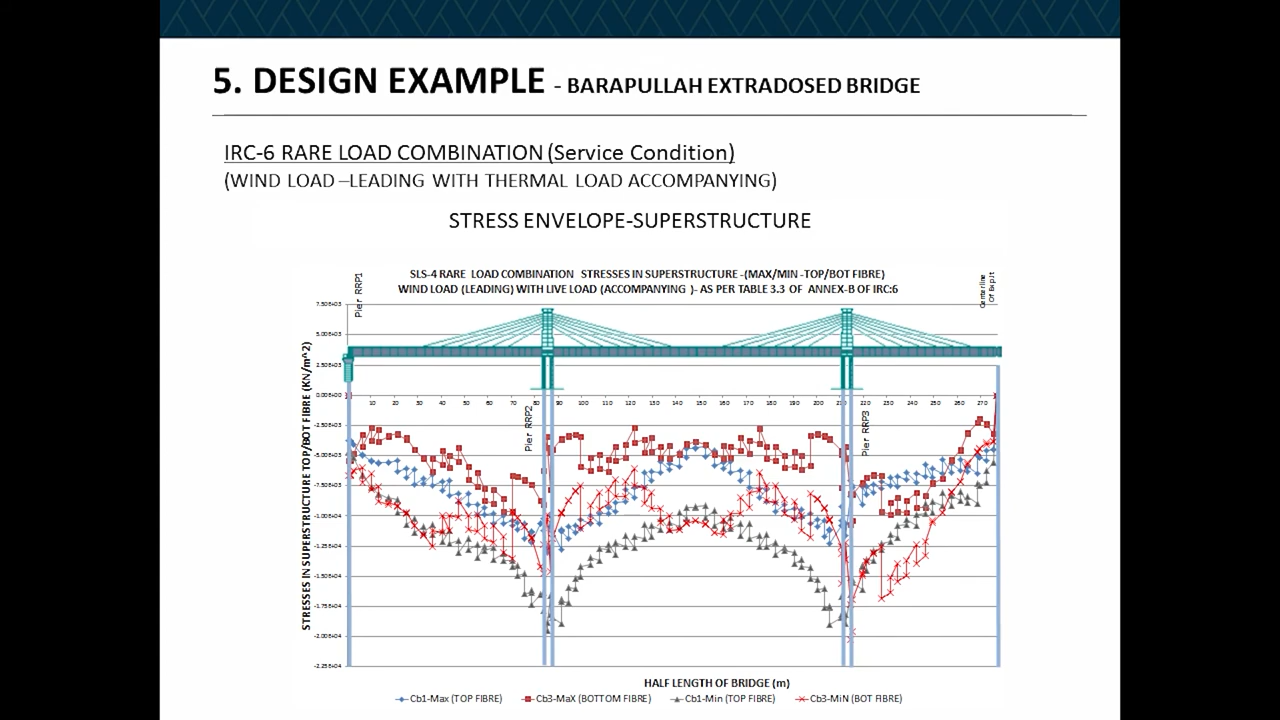 5. DESIGN EXAMPLE - BARAPULLAH EXTRADOSED BRIDGE
IRC-6 RARE LOAD COMBINATION (Service Condition)
(WIND LOAD –LEADING WITH THERMAL LOAD ACCOMPANYING)
STRESS ENVELOPE-SUPERSTRUCTURE
SLS-4 RARE LOAD COMBINATION STRESSES IN SUPERSTRUCTURE -(MAX/MIN -TOP/BOT FIBRE)
WIND LOAD (LEADING) WITH LIVE LOAD (ACCOMPANYING )- AS PER TABLE 3.3 OF ANNEX-B OF IRC:6
Pier RRP1
Centerline
Of Exp.Jt
7.50E+03
5.00E+03
2.50E+03
0.00E+00
-2.50E+03
-5.00E+03
-7.50E+03
-1.00E+04
-1.25E+04
-1.50E+04
-1.75E+04
-2.00E+04
-2.25E+04
STRESSES IN SUPERSTRUCTURE TOP/BOT FIBRE (KN/m^2)
10 20 30 40 50 60 70 80 90 100 110 120 130 140 150 160 170 180 190 200 210 220 230 240 250 260 270
Pier RRP2
Pier RRP3
HALF LENGTH OF BRIDGE (m)
Cb1-Max (TOP FIBRE) Cb3-MaX (BOTTOM FIBRE) Cb1-Min (TOP FIBRE) Cb3-MiN (BOT FIBRE)